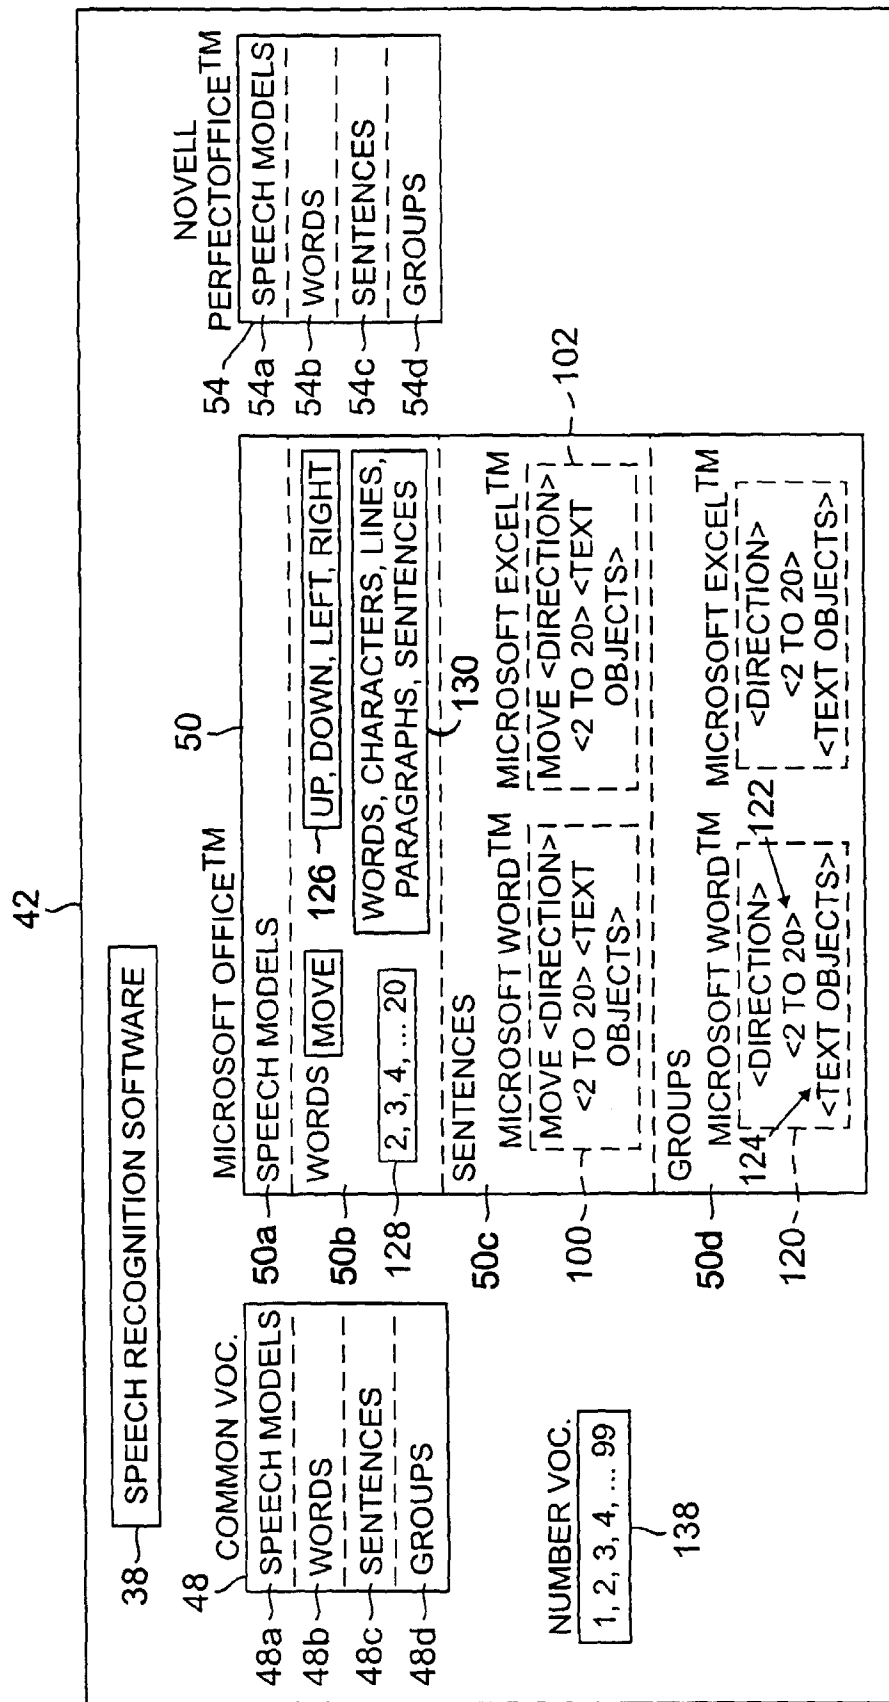 42
38 SPEECH RECOGNITION SOFTWARE
COMMON VOC.
48
48a SPEECH MODELS
48b WORDS
48c SENTENCES
48d GROUPS
NUMBER VOC.
1, 2, 3, 4, ... 99
138
MICROSOFT OFFICE™
50
50a SPEECH MODELS
50b WORDS MOVE 126 UP, DOWN, LEFT, RIGHT
128 2, 3, 4, ... 20
WORDS, CHARACTERS, LINES,
PARAGRAPHS, SENTENCES
130
50c SENTENCES
MICROSOFT WORD™
100 MOVE <DIRECTION>
<2 TO 20> <TEXT
OBJECTS>
MICROSOFT EXCEL™
102
MOVE <DIRECTION>
<2 TO 20> <TEXT
OBJECTS>
50d GROUPS
MICROSOFT WORD™
124
122
120 <DIRECTION>
<2 TO 20>
<TEXT OBJECTS>
MICROSOFT EXCEL™
<DIRECTION>
<2 TO 20>
<TEXT OBJECTS>
NOVELL
PERFECTOFFICE™
54
54a SPEECH MODELS
54b WORDS
54c SENTENCES
54d GROUPS